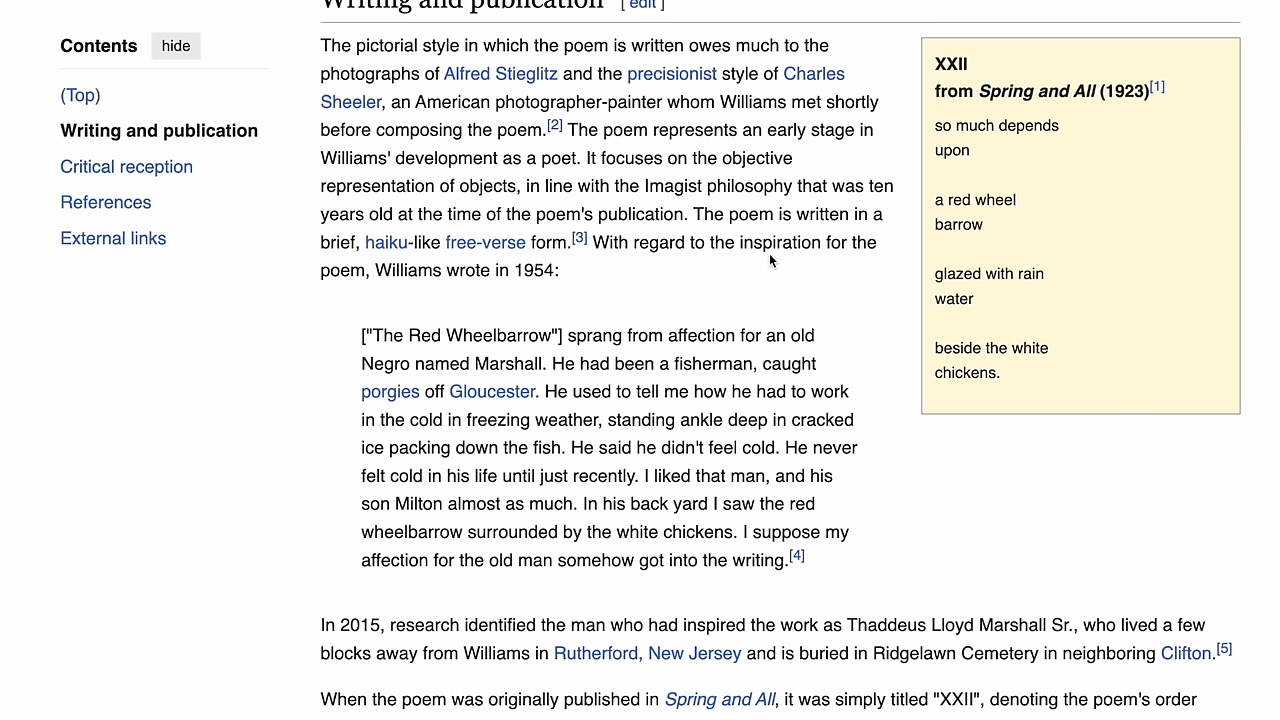 Writing and publication [ edit ]
Contents hide
(Top)
Writing and publication
Critical reception
References
External links
The pictorial style in which the poem is written owes much to the
photographs of Alfred Stieglitz and the precisionist style of Charles
Sheeler, an American photographer-painter whom Williams met shortly
before composing the poem.[2] The poem represents an early stage in
Williams' development as a poet. It focuses on the objective
representation of objects, in line with the Imagist philosophy that was ten
years old at the time of the poem's publication. The poem is written in a
brief, haiku-like free-verse form.[3] With regard to the inspiration for the
poem, Williams wrote in 1954:
["The Red Wheelbarrow"] sprang from affection for an old
Negro named Marshall. He had been a fisherman, caught
porgies off Gloucester. He used to tell me how he had to work
in the cold in freezing weather, standing ankle deep in cracked
ice packing down the fish. He said he didn't feel cold. He never
felt cold in his life until just recently. I liked that man, and his
son Milton almost as much. In his back yard I saw the red
wheelbarrow surrounded by the white chickens. I suppose my
affection for the old man somehow got into the writing.[4]
XXII
from Spring and All (1923)[1]
so much depends
upon
a red wheel
barrow
glazed with rain
water
beside the white
chickens.
In 2015, research identified the man who had inspired the work as Thaddeus Lloyd Marshall Sr., who lived a few
blocks away from Williams in Rutherford, New Jersey and is buried in Ridgelawn Cemetery in neighboring Clifton.[5]
When the poem was originally published in Spring and All, it was simply titled "XXII", denoting the poem's order